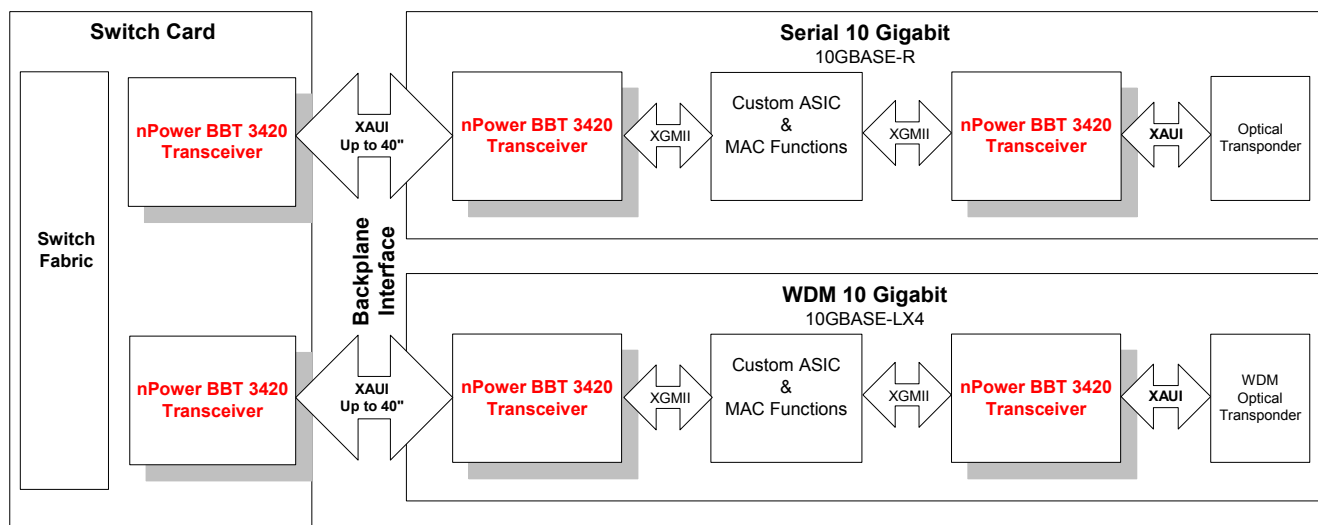 Switch Card
Switch
Fabric
nPower BBT 3420
Transceiver
nPower BBT 3420
Transceiver
XAUI
Up to 40"
Backplane
Interface
XAUI
Up to 40"
Serial 10 Gigabit
10GBASE-R
nPower BBT 3420
Transceiver
XGMII
Custom ASIC
&
MAC Functions
XGMII
nPower BBT 3420
Transceiver
XAUI
Optical
Transponder
WDM 10 Gigabit
10GBASE-LX4
nPower BBT 3420
Transceiver
XGMII
Custom ASIC
&
MAC Functions
XGMII
nPower BBT 3420
Transceiver
XAUI
WDM
Optical
Transponder